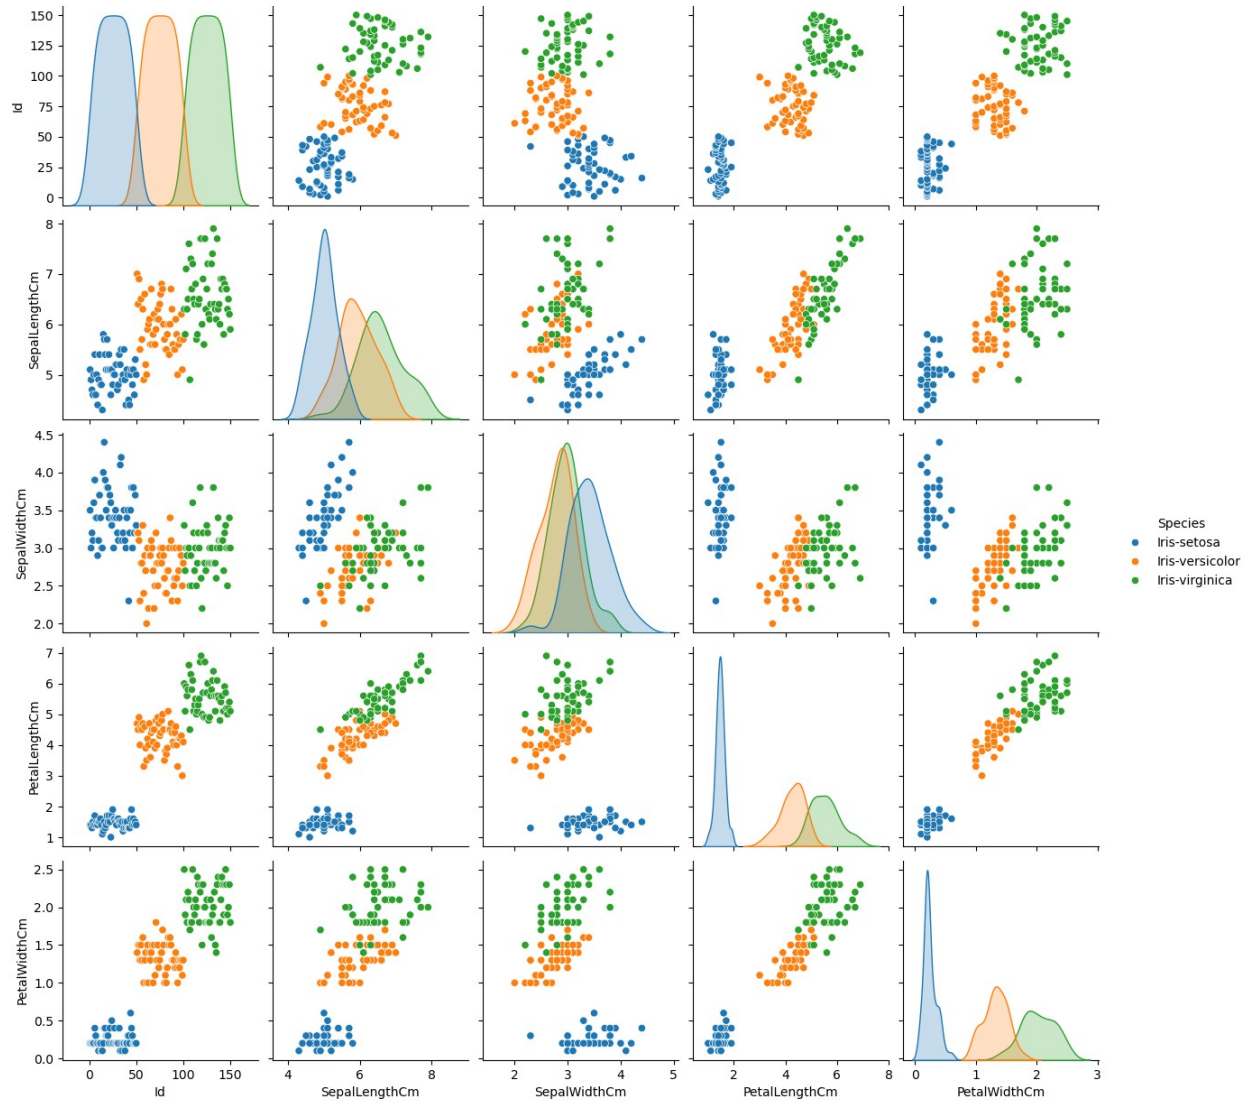 150
125
100
75
50
25
0
Id
8
7
6
5
SepalLengthCm
4.5
4.0
3.5
3.0
2.5
2.0
SepalWidthCm
Species
Iris-setosa
Iris-versicolor
Iris-virginica
7
6
5
4
3
2
1
PetalLengthCm
2.5
2.0
1.5
1.0
0.5
0.0
PetalWidthCm
0 50 100 150
Id
4 6 8
SepalLengthCm
2 3 4 5
SepalWidthCm
2 4 6 8
PetalLengthCm
0 1 2 3
PetalWidthCm